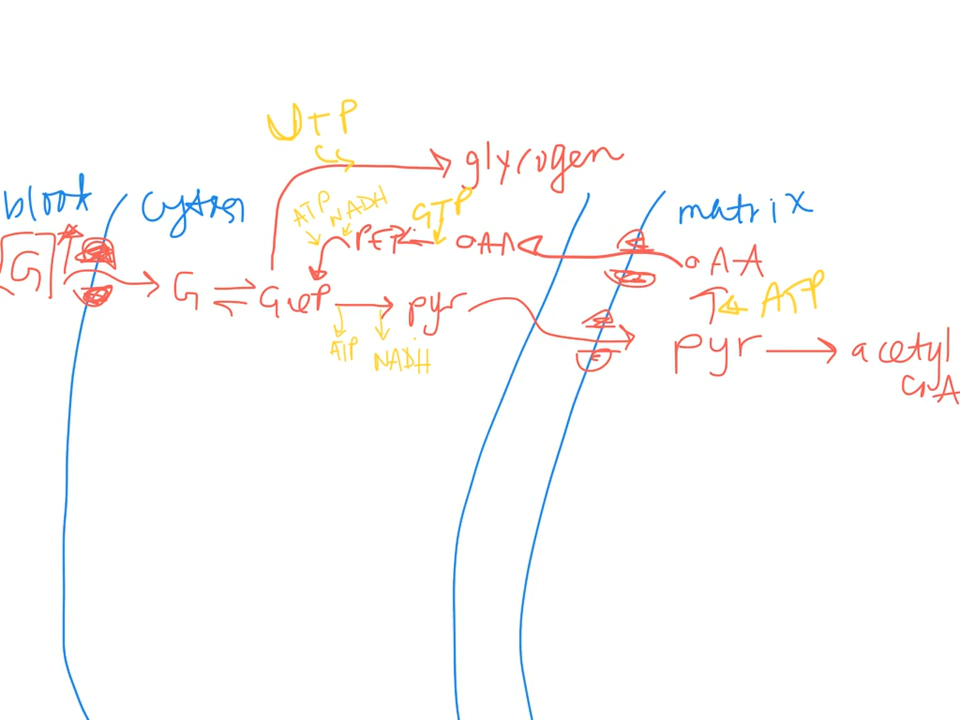 UTP
glycogen
blood cytosol matrix
ATP NADH GTP
[G] PEP OAA OAA
G G6P pyr ATP
ATP NADH pyr acetyl
CoA